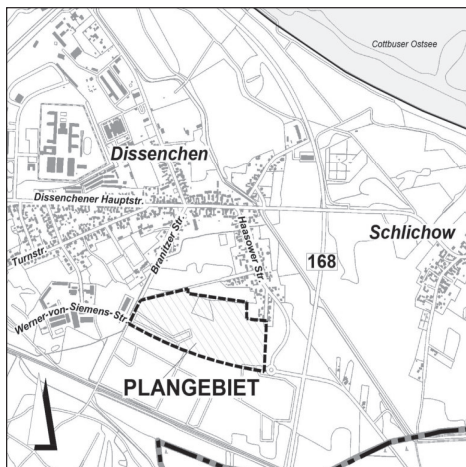 Cottbuser Ostsee
Dissenchen
Dissenchener Hauptstr.
Schlichow
Turnstr.
Branitzer Str.
Haasower Str
168
Werner-von-Siemens-Str.
PLANGEBIET